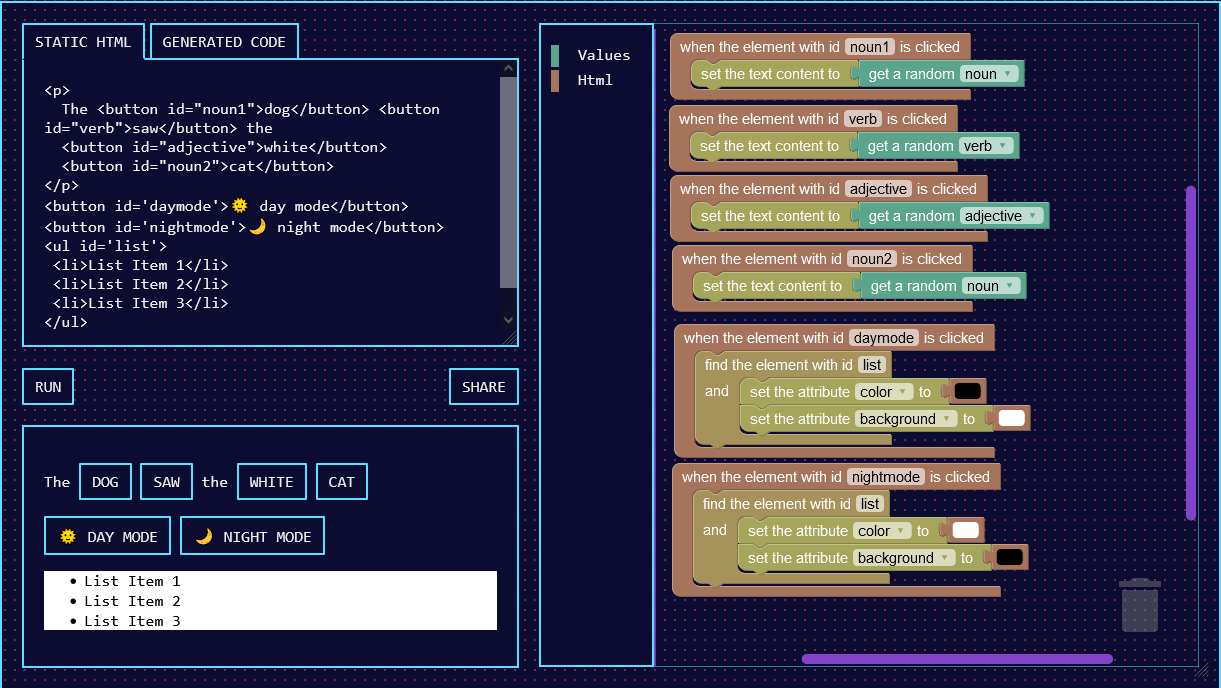 STATIC HTML
GENERATED CODE
<p>
The <button id="noun1">dog</button> <button
id="verb">saw</button> the
<button id="adjective">white</button>
<button id="noun2">cat</button>
</p>
<button id='daymode'>🌞 day mode</button>
<button id='nightmode'>🌙 night mode</button>
<ul id='list'>
<li>List Item 1</li>
<li>List Item 2</li>
<li>List Item 3</li>
</ul>
RUN
SHARE
The DOG SAW the WHITE CAT
🌞 DAY MODE 🌙 NIGHT MODE
• List Item 1
• List Item 2
• List Item 3
Values
Html
when the element with id noun1 is clicked
set the text content to get a random noun ▾
when the element with id verb is clicked
set the text content to get a random verb ▾
when the element with id adjective is clicked
set the text content to get a random adjective ▾
when the element with id noun2 is clicked
set the text content to get a random noun ▾
when the element with id daymode is clicked
find the element with id list
and set the attribute color ▾ to
set the attribute background ▾ to
when the element with id nightmode is clicked
find the element with id list
and set the attribute color ▾ to
set the attribute background ▾ to